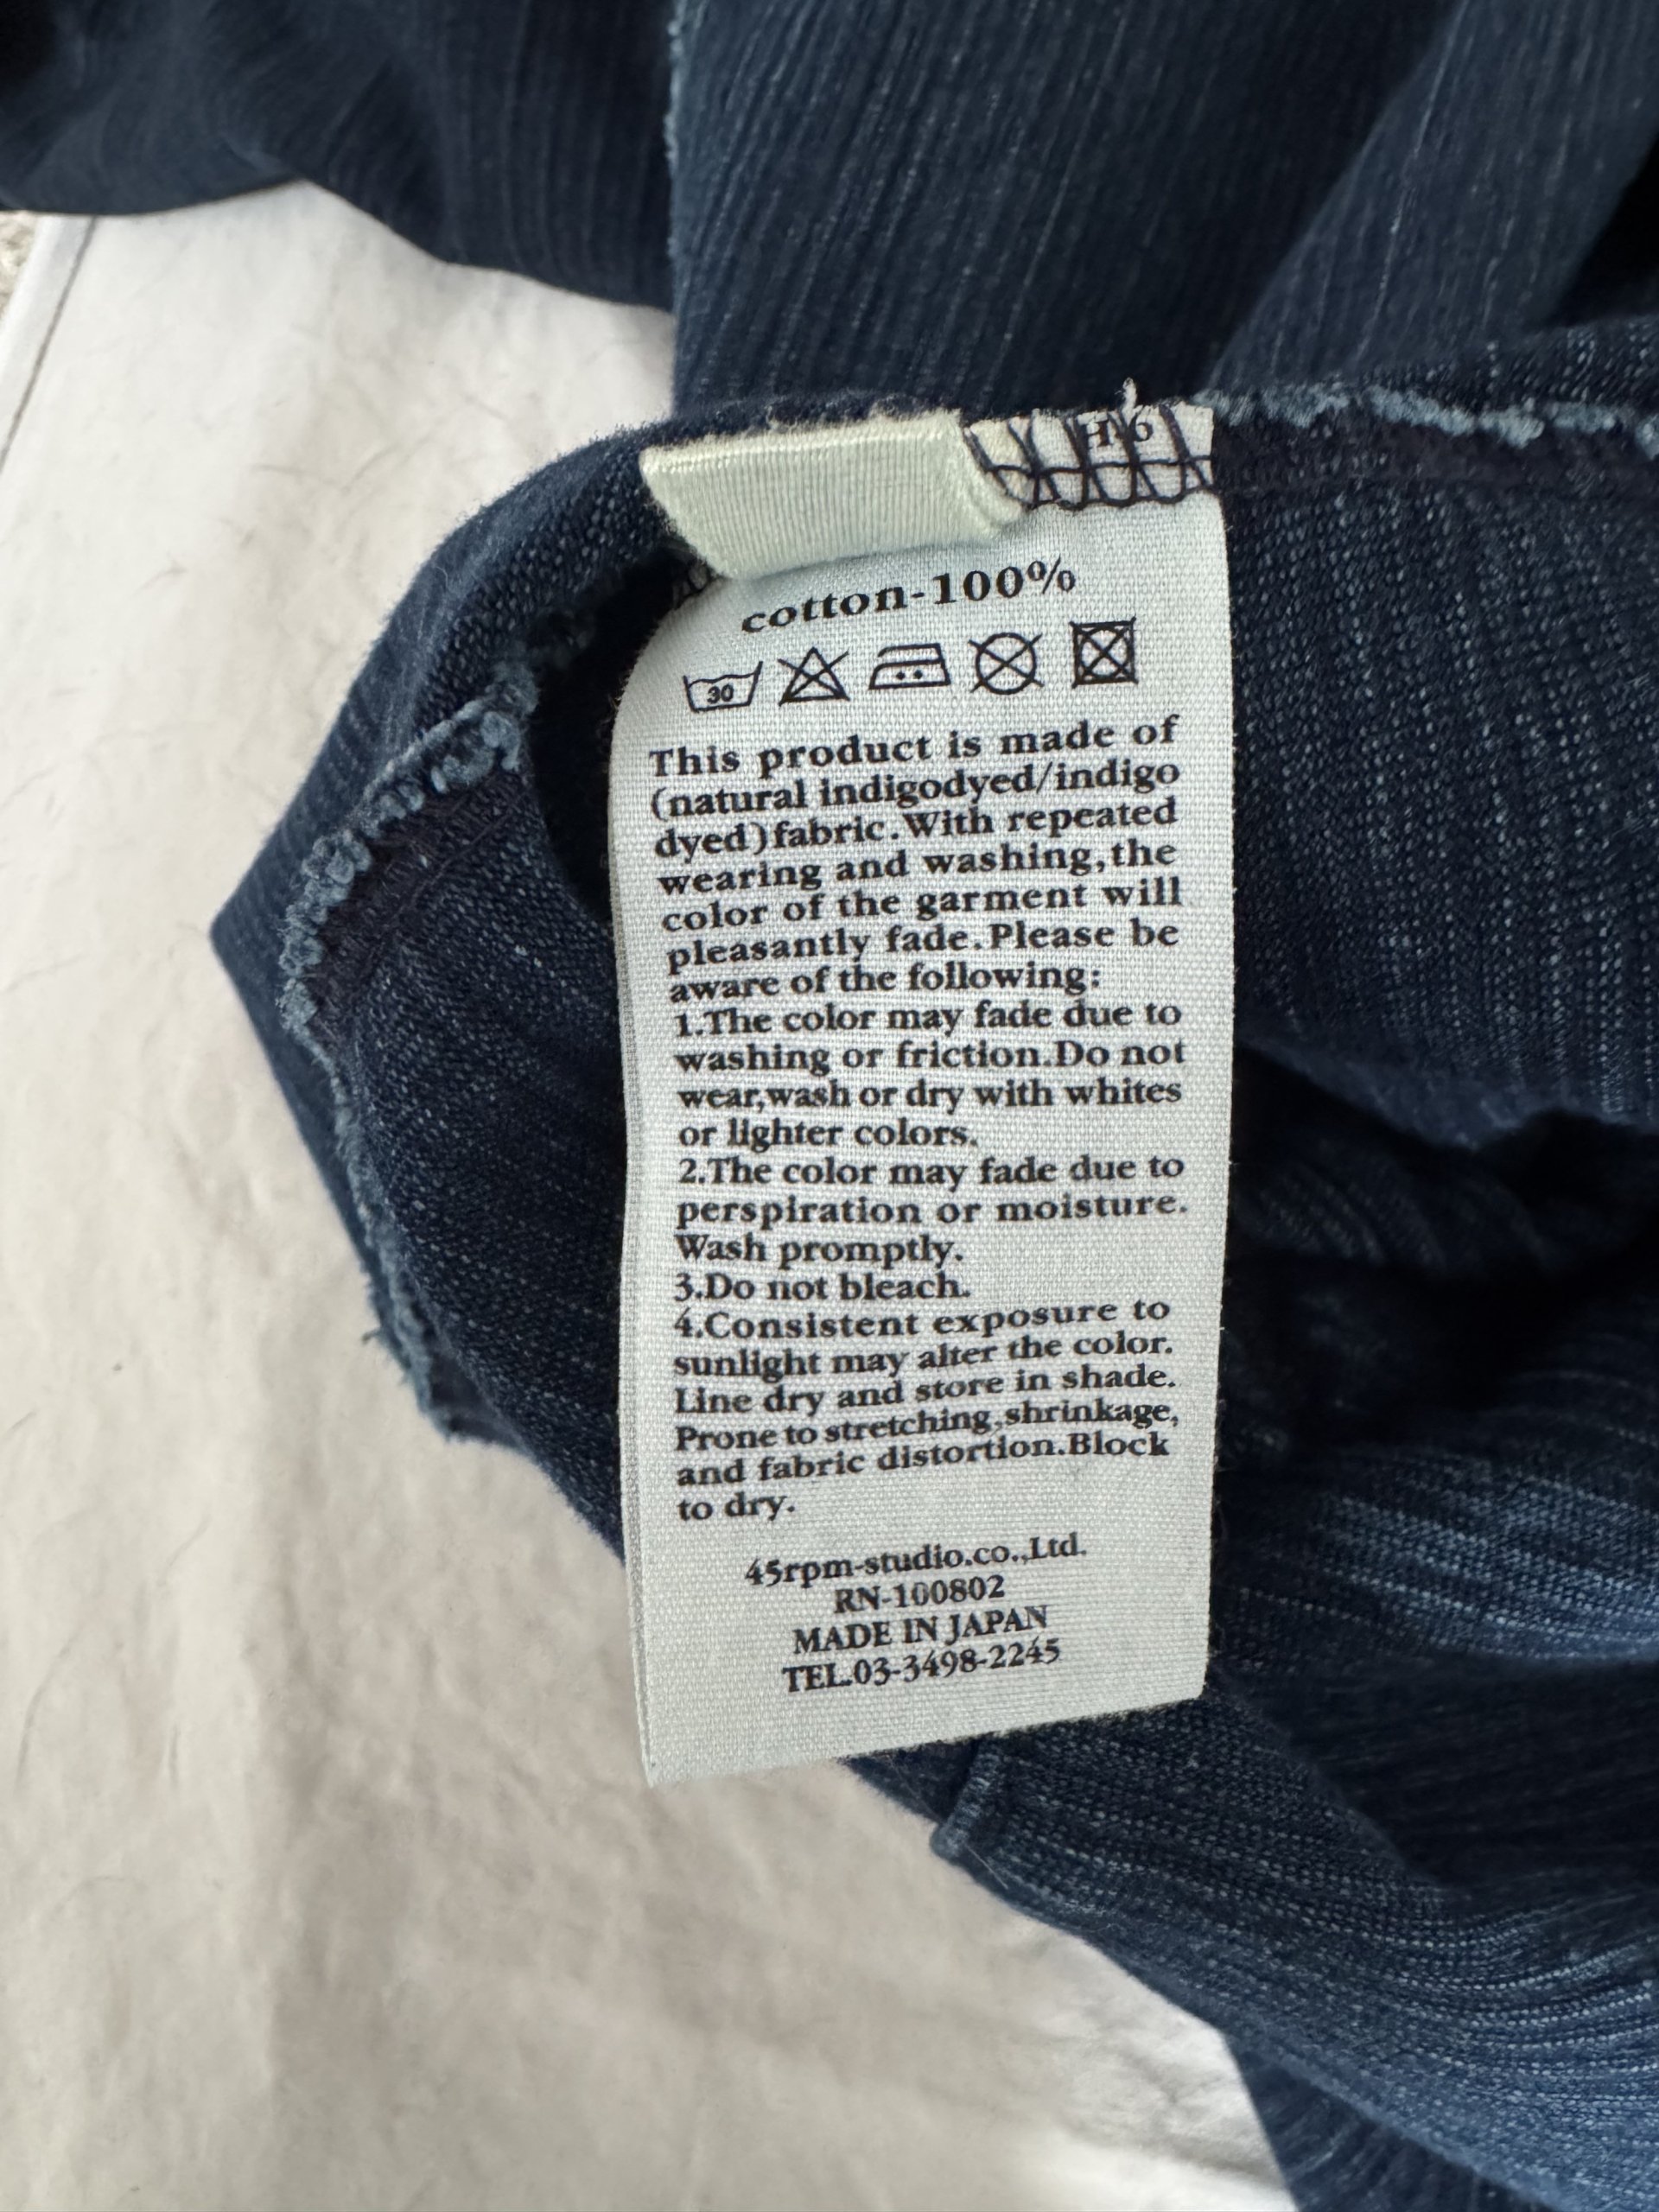 cotton-100%
30
This product is made of
(natural indigodyed/indigo
dyed)fabric.With repeated
wearing and washing,the
color of the garment will
pleasantly fade.Please be
aware of the following:
1.The color may fade due to
washing or friction.Do not
wear,wash or dry with whites
or lighter colors.
2.The color may fade due to
perspiration or moisture.
Wash promptly.
3.Do not bleach.
4.Consistent exposure to
sunlight may alter the color.
Line dry and store in shade.
Prone to stretching,shrinkage,
and fabric distortion.Block
to dry.
45rpm-studio.co.,Ltd.
RN-100802
MADE IN JAPAN
TEL.03-3498-2245